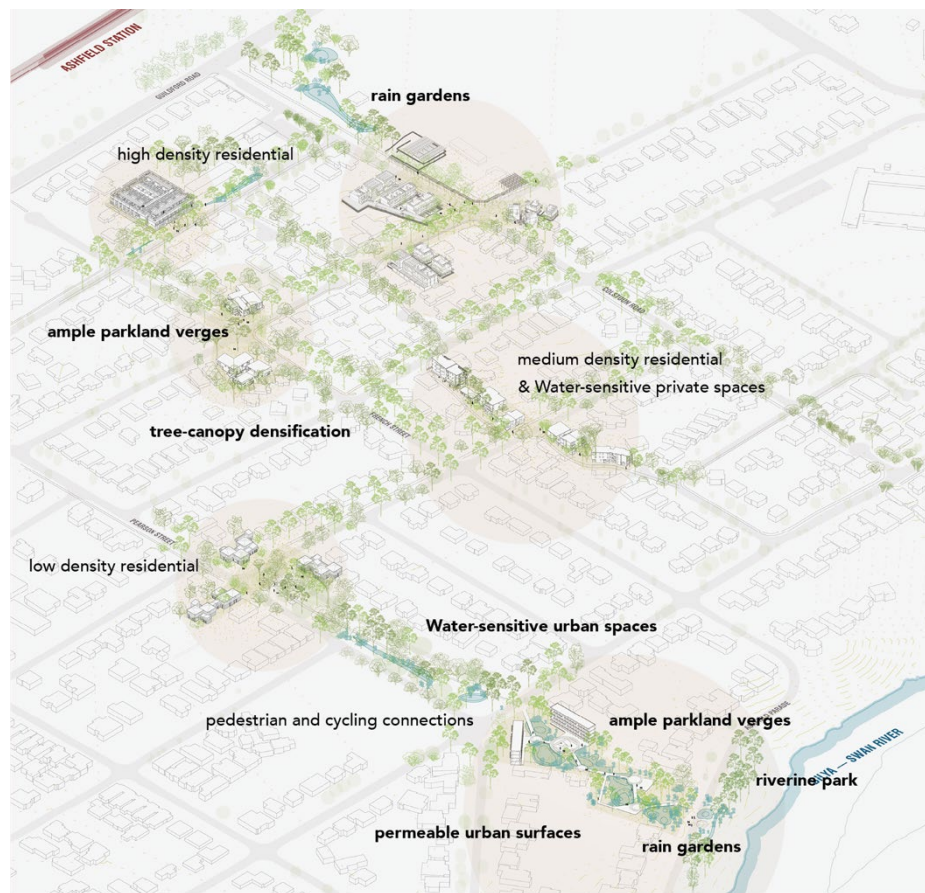 ASHFIELD STATION
GUILDFORD ROAD
rain gardens
high density residential
COLSTOUN ROAD
ample parkland verges
medium density residential
& Water-sensitive private spaces
tree-canopy densification
FRENCH STREET
PEARSON STREET
low density residential
Water-sensitive urban spaces
pedestrian and cycling connections
ample parkland verges
PARADE
SWAN RIVER
riverine park
permeable urban surfaces
rain gardens